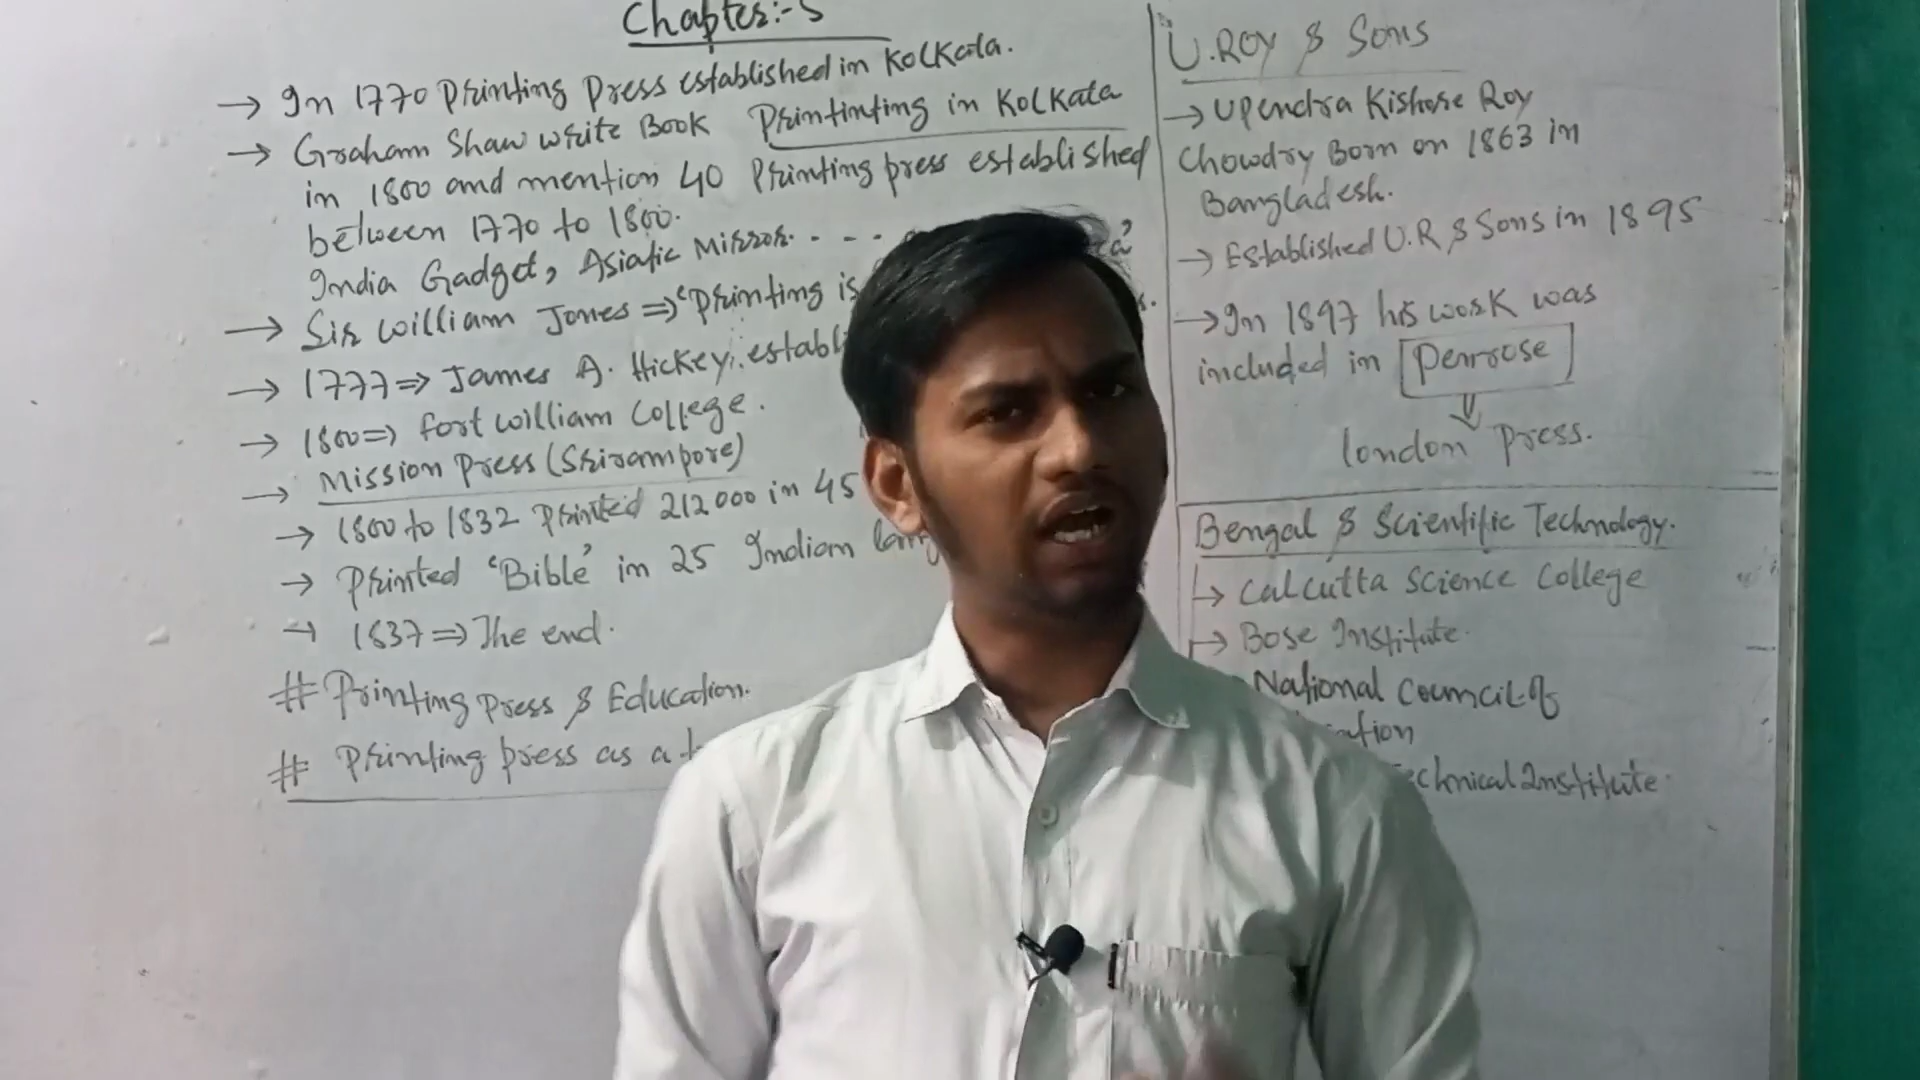 Chapter:- 5
→ In 1770 Printing Press established in Kolkata.
→ Graham Shaw write Book Printinting in Kolkata
in 1800 and mention 40 Printing press established
between 1770 to 1800.
India Gadget, Asiatic Mirror. - - -
→ Sir William Jones ⇒ 'Printing is
→ 1777 ⇒ James A. Hickey,
→ 1800 ⇒ Fort William College.
→ Mission Press (Srirampore)
→ 1800 to 1832 Printed 212000 in 45
→ Printed 'Bible' in 25 Indian
→ 1837 ⇒ The end.
# Printing Press & Education.
# Printing press as a
U.ROY & Sons
→ Upendra Kishore Roy
Chowdry Born on 1863 in
Bangladesh.
→ Established U.R & Sons in 1895
→ In 1897 his work was
included in Penrose
⇓
london Press.
Bengal & Scientific Technology.
→ Calcutta Science College
→ Bose Institute.
National Council of
echnical Institute.